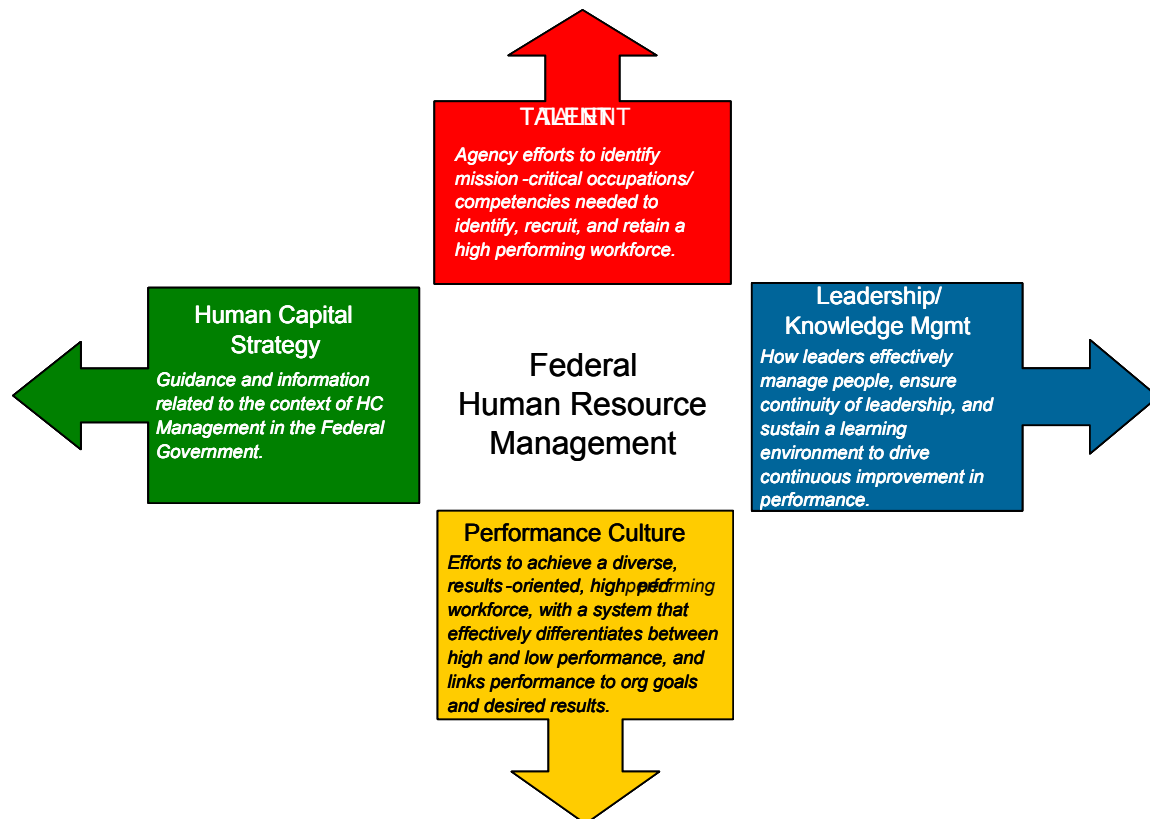 TALENT
Agency efforts to identify
mission -critical occupations/
competencies needed to
identify, recruit, and retain a
high performing workforce.
Human Capital
Strategy
Guidance and information
related to the context of HC
Management in the Federal
Government.
Federal
Human Resource
Management
Leadership/
Knowledge Mgmt
How leaders effectively
manage people, ensure
continuity of leadership, and
sustain a learning
environment to drive
continuous improvement in
performance.
Performance Culture
Efforts to achieve a diverse,
results -oriented, high performing
workforce, with a system that
effectively differentiates between
high and low performance, and
links performance to org goals
and desired results.